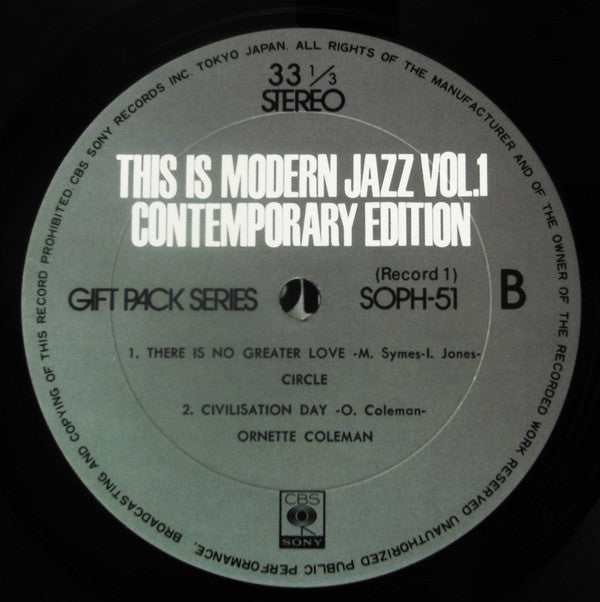 BROADCASTING AND COPYING OF THIS RECORD PROHIBITED. CBS SONY RECORDS INC. TOKYO JAPAN. ALL RIGHTS OF THE MANUFACTURER AND OF THE OWNER OF THE RECORDED WORK RESERVED UNAUTHORIZED PUBLIC PERFORMANCE.
33 1/3
STEREO
THIS IS MODERN JAZZ VOL.1
CONTEMPORARY EDITION
(Record 1)
GIFT PACK SERIES SOPH-51 B
1. THERE IS NO GREATER LOVE -M. Symes-I. Jones-
CIRCLE
2. CIVILISATION DAY -O. Coleman-
ORNETTE COLEMAN
CBS
SONY